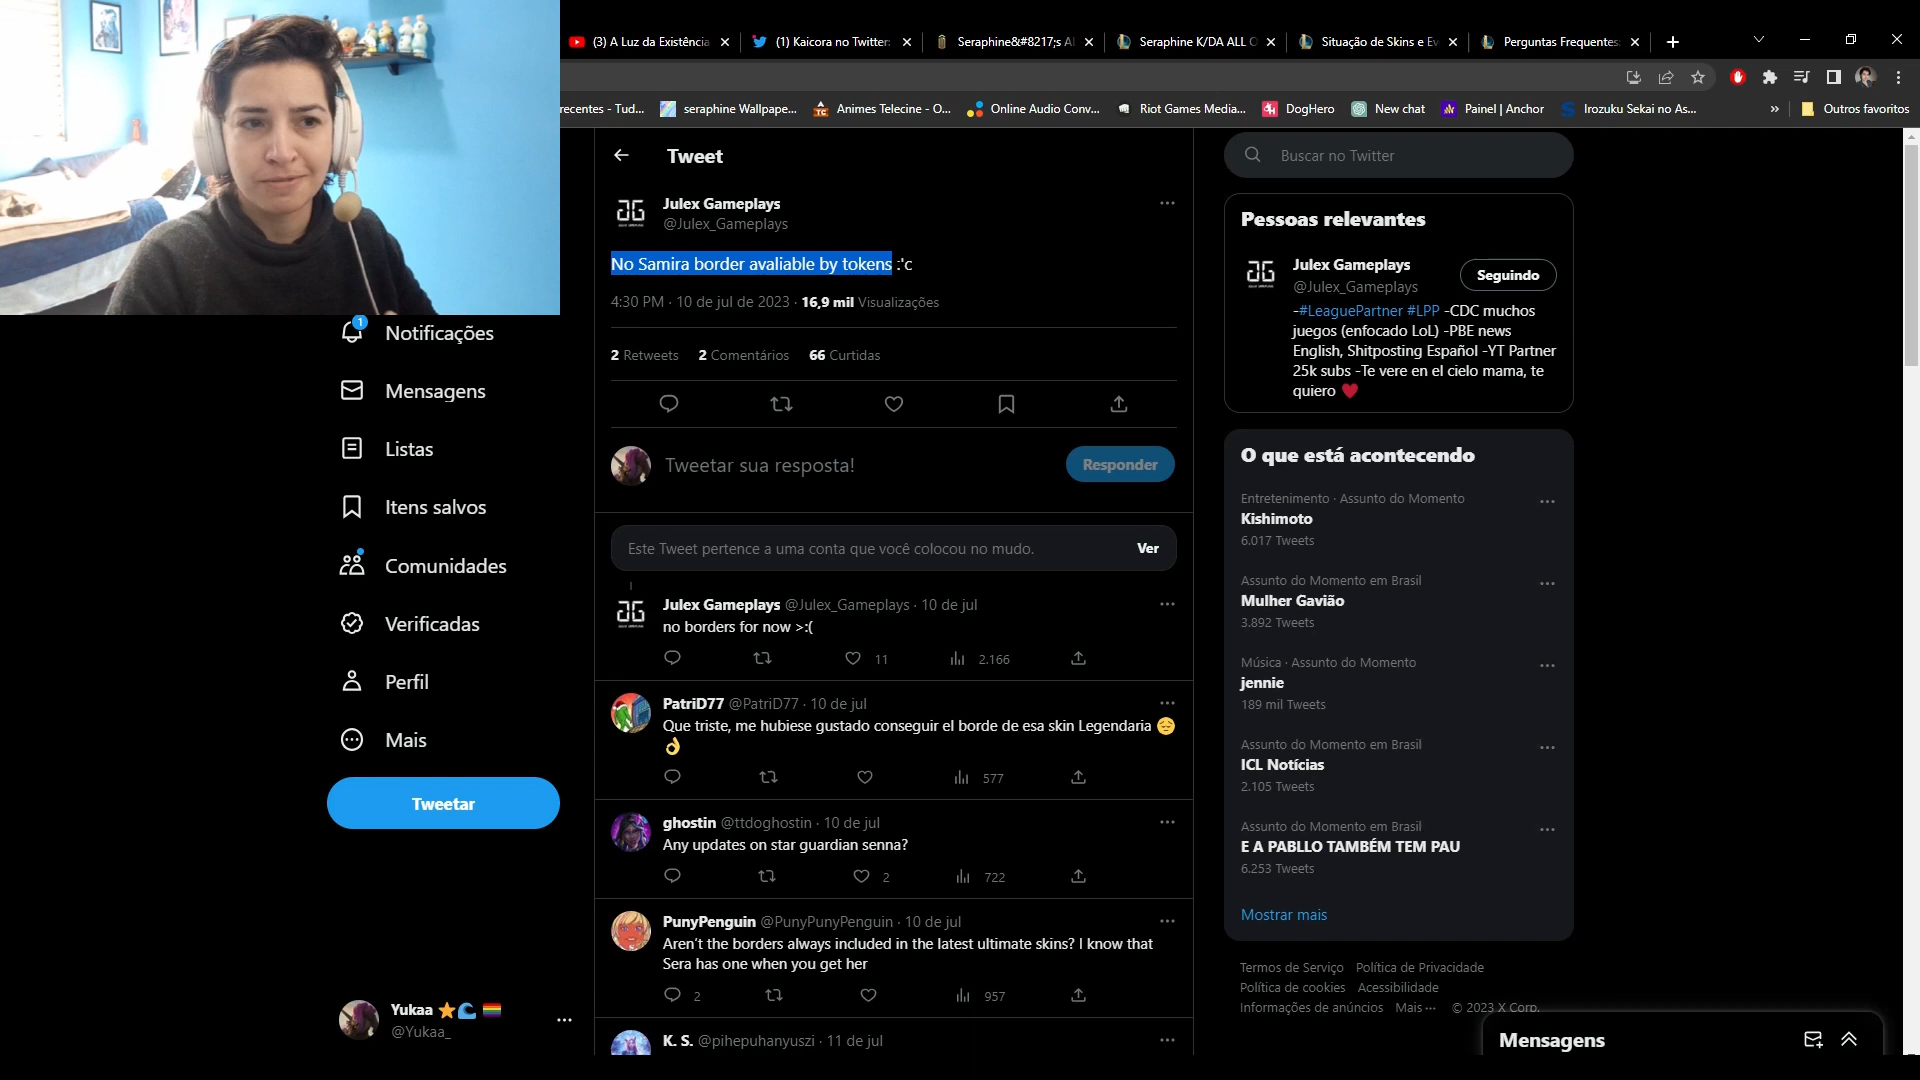 (3) A Luz da Existência
(1) Kaicora no Twitter:
Seraphine&#8217;s Al
Seraphine K/DA ALL O
Situação de Skins e Ev
Perguntas Frequentes:
recentes - Tud...
seraphine Wallpape...
Animes Telecine - O...
Online Audio Conv...
Riot Games Media...
DogHero
New chat
Painel | Anchor
Irozuku Sekai no As...
»
Outros favoritos
Notificações
1
Mensagens
Listas
Itens salvos
Comunidades
Verificadas
Perfil
Mais
Tweetar
Yukaa ⭐🌊 🏳️‍🌈
@Yukaa_
Tweet
Julex Gameplays
@Julex_Gameplays
No Samira border avaliable by tokens :'c
4:30 PM · 10 de jul de 2023 · 16,9 mil Visualizações
2 Retweets 2 Comentários 66 Curtidas
Tweetar sua resposta!
Responder
Este Tweet pertence a uma conta que você colocou no mudo.
Ver
Julex Gameplays @Julex_Gameplays · 10 de jul
no borders for now >:(
11
2.166
PatriD77 @PatriD77 · 10 de jul
Que triste, me hubiese gustado conseguir el borde de esa skin Legendaria 😔
👌
577
ghostin @ttdoghostin · 10 de jul
Any updates on star guardian senna?
2
722
PunyPenguin @PunyPunyPenguin · 10 de jul
Aren't the borders always included in the latest ultimate skins? I know that
Sera has one when you get her
2
957
K. S. @pihepuhanyuszi · 11 de jul
Buscar no Twitter
Pessoas relevantes
Julex Gameplays
@Julex_Gameplays
Seguindo
-#LeaguePartner #LPP -CDC muchos
juegos (enfocado LoL) -PBE news
English, Shitposting Español -YT Partner
25k subs -Te vere en el cielo mama, te
quiero ♥
O que está acontecendo
Entretenimento · Assunto do Momento
Kishimoto
6.017 Tweets
Assunto do Momento em Brasil
Mulher Gavião
3.892 Tweets
Música · Assunto do Momento
jennie
189 mil Tweets
Assunto do Momento em Brasil
ICL Notícias
2.105 Tweets
Assunto do Momento em Brasil
E A PABLLO TAMBÉM TEM PAU
6.253 Tweets
Mostrar mais
Termos de Serviço Política de Privacidade
Política de cookies Acessibilidade
Informações de anúncios Mais ··· © 2023 X Corp.
Mensagens